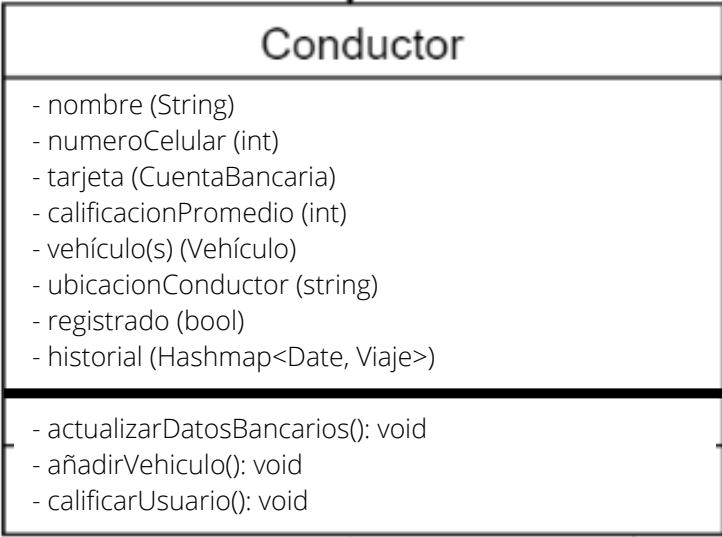 Conductor
- nombre (String)
- numeroCelular (int)
- tarjeta (CuentaBancaria)
- calificacionPromedio (int)
- vehículo(s) (Vehículo)
- ubicacionConductor (string)
- registrado (bool)
- historial (Hashmap<Date, Viaje>)
- actualizarDatosBancarios(): void
- añadirVehiculo(): void
- calificarUsuario(): void